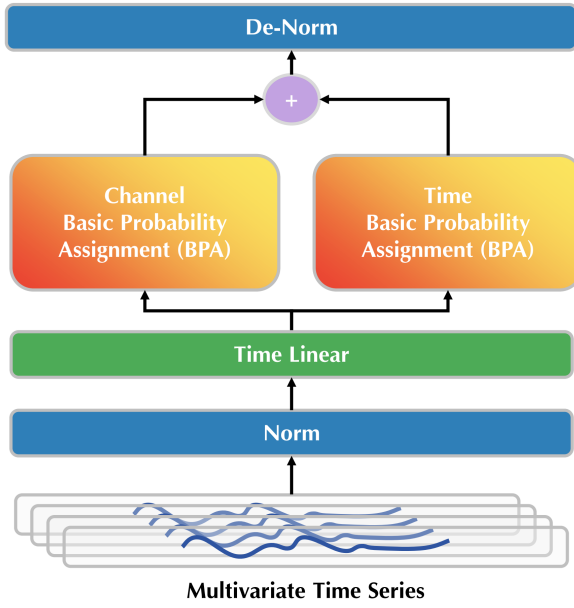 De-Norm
+
Channel
Basic Probability
Assignment (BPA)
Time
Basic Probability
Assignment (BPA)
Time Linear
Norm
Multivariate Time Series